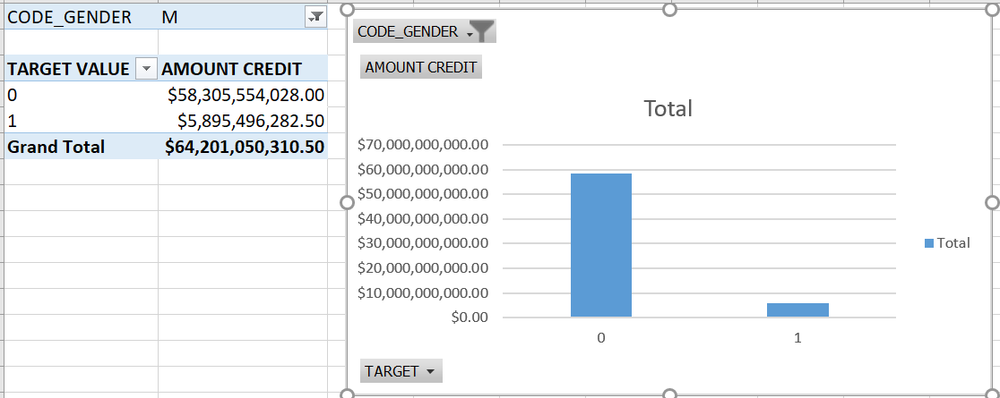 CODE_GENDER M
TARGET VALUE AMOUNT CREDIT
0 $58,305,554,028.00
1 $5,895,496,282.50
Grand Total $64,201,050,310.50
CODE_GENDER
AMOUNT CREDIT
Total
$70,000,000,000.00
$60,000,000,000.00
$50,000,000,000.00
$40,000,000,000.00
$30,000,000,000.00
$20,000,000,000.00
$10,000,000,000.00
$0.00
0 1
Total
TARGET